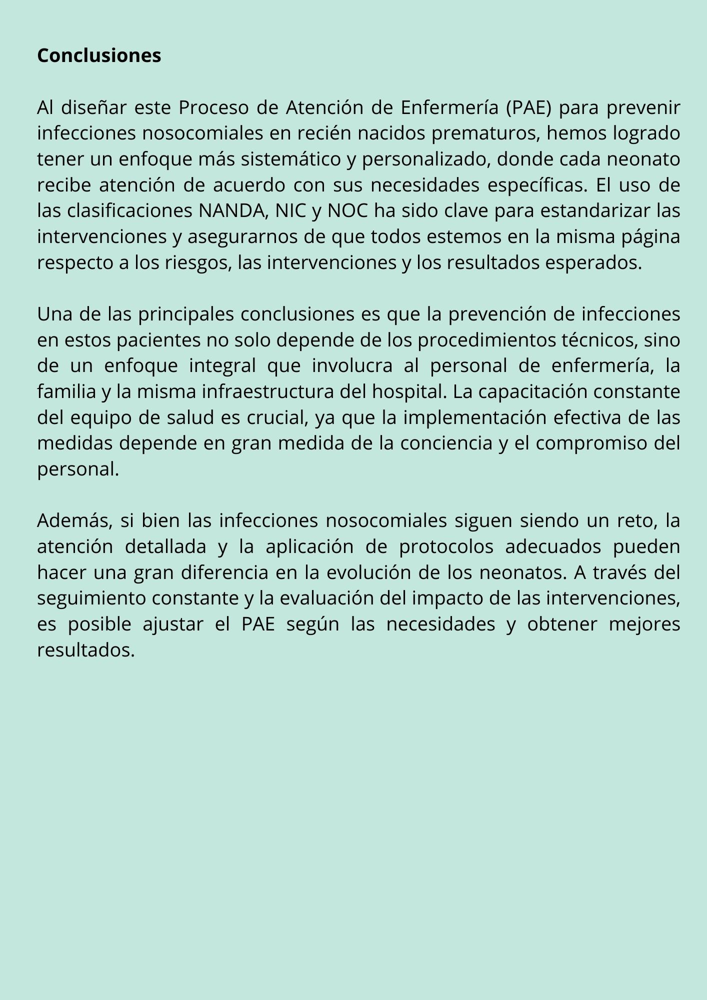 Conclusiones
Al diseñar este Proceso de Atención de Enfermería (PAE) para prevenir
infecciones nosocomiales en recién nacidos prematuros, hemos logrado
tener un enfoque más sistemático y personalizado, donde cada neonato
recibe atención de acuerdo con sus necesidades específicas. El uso de
las clasificaciones NANDA, NIC y NOC ha sido clave para estandarizar las
intervenciones y asegurarnos de que todos estemos en la misma página
respecto a los riesgos, las intervenciones y los resultados esperados.
Una de las principales conclusiones es que la prevención de infecciones
en estos pacientes no solo depende de los procedimientos técnicos, sino
de un enfoque integral que involucra al personal de enfermería, la
familia y la misma infraestructura del hospital. La capacitación constante
del equipo de salud es crucial, ya que la implementación efectiva de las
medidas depende en gran medida de la conciencia y el compromiso del
personal.
Además, si bien las infecciones nosocomiales siguen siendo un reto, la
atención detallada y la aplicación de protocolos adecuados pueden
hacer una gran diferencia en la evolución de los neonatos. A través del
seguimiento constante y la evaluación del impacto de las intervenciones,
es posible ajustar el PAE según las necesidades y obtener mejores
resultados.